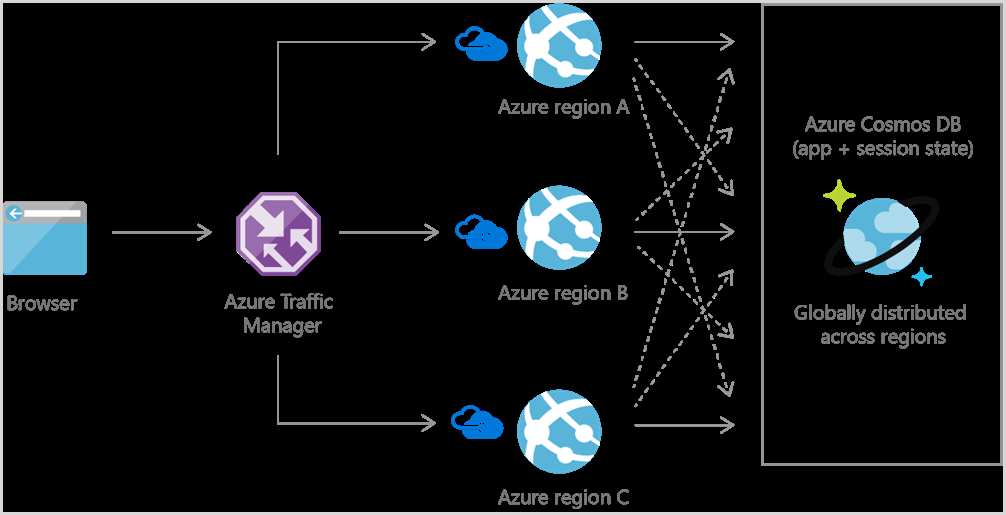 Azure region A
Azure Cosmos DB
(app + session state)
Browser
Azure Traffic
Manager
Azure region B
Globally distributed
across regions
Azure region C